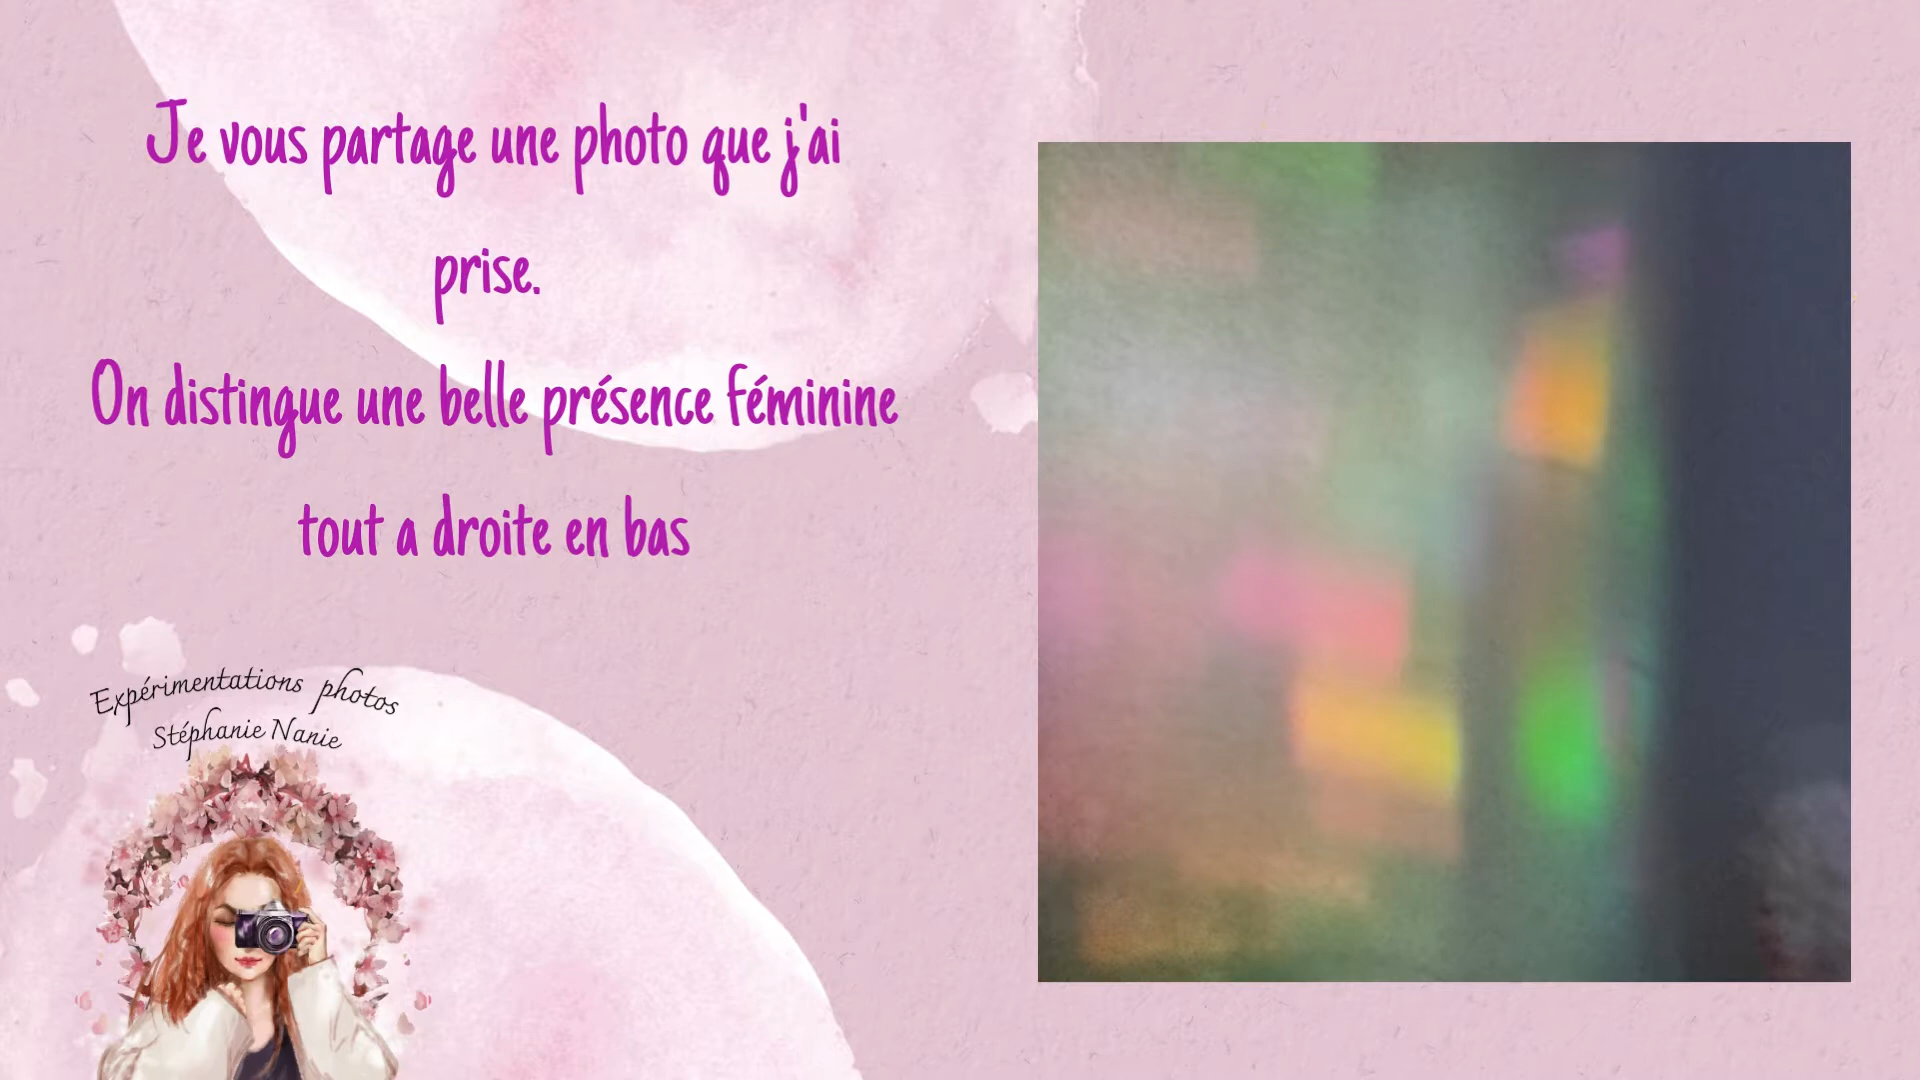 Je vous partage une photo que j'ai
prise.
On distingue une belle présence féminine
tout a droite en bas
Expérimentations photos
Stéphanie Nanie